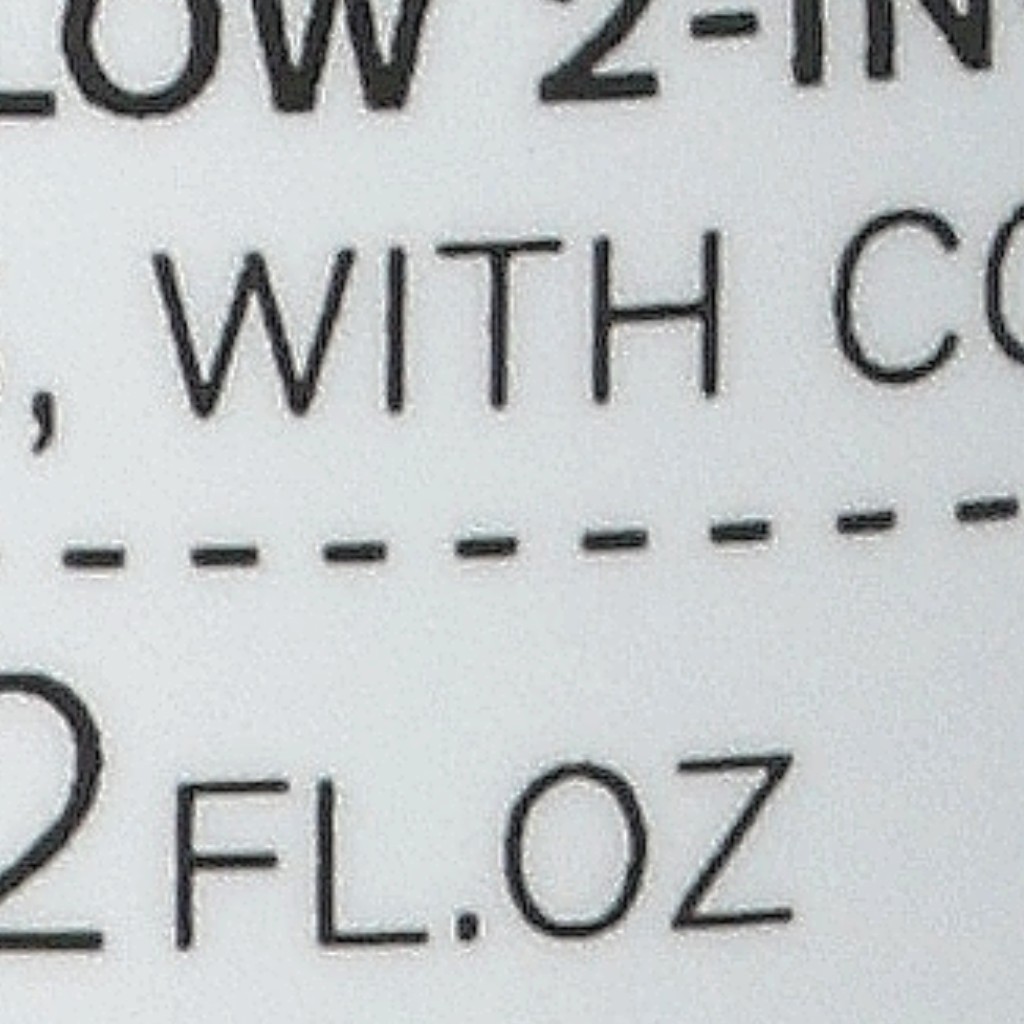 LOW 2-IN
, WITH CO
2 FL.OZ